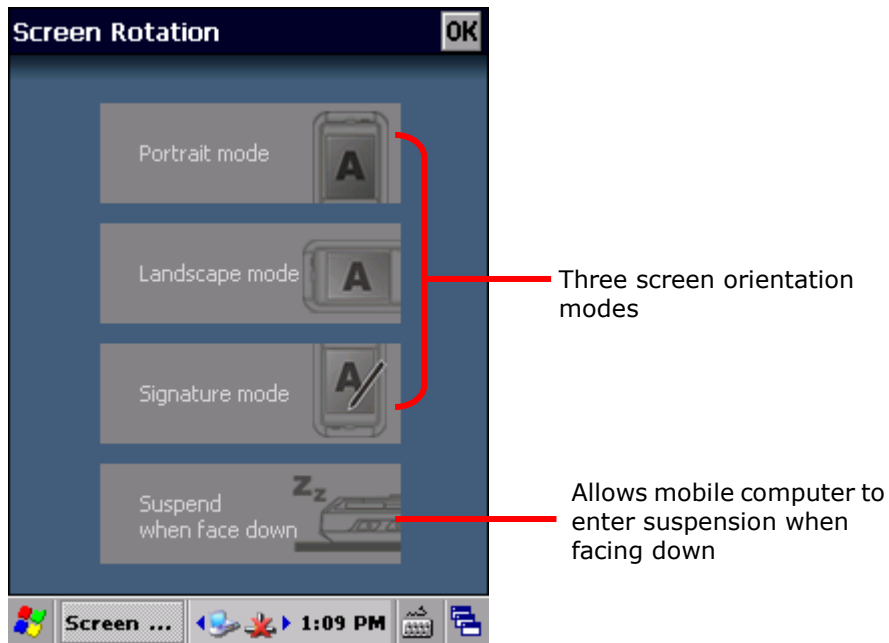 Screen Rotation OK
Portrait mode
A
Landscape mode
A
Three screen orientation
modes
Signature mode
A
Suspend
when face down
Zz
Allows mobile computer to
enter suspension when
facing down
Screen ... 1:09 PM